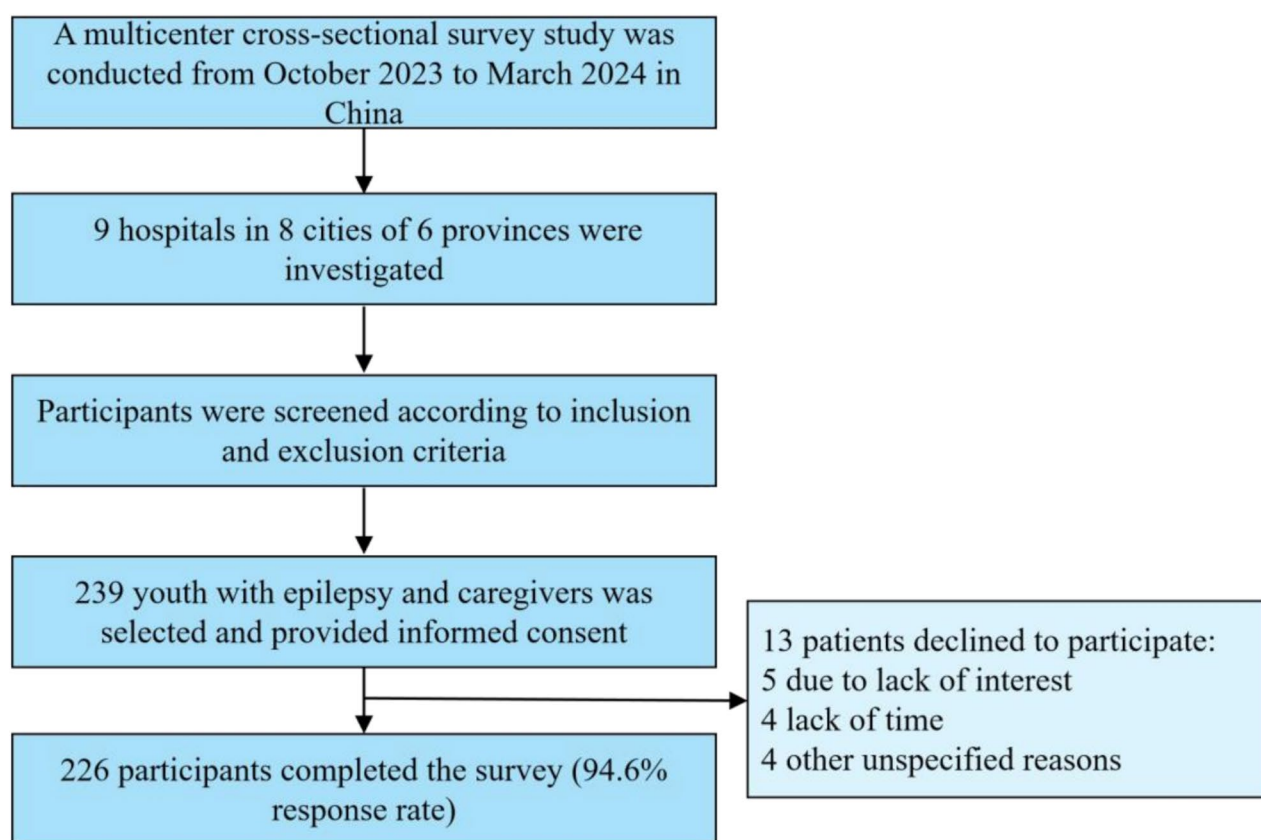 A multicenter cross-sectional survey study was
conducted from October 2023 to March 2024 in
China
9 hospitals in 8 cities of 6 provinces were
investigated
Participants were screened according to inclusion
and exclusion criteria
239 youth with epilepsy and caregivers was
selected and provided informed consent
13 patients declined to participate:
5 due to lack of interest
4 lack of time
4 other unspecified reasons
226 participants completed the survey (94.6%
response rate)